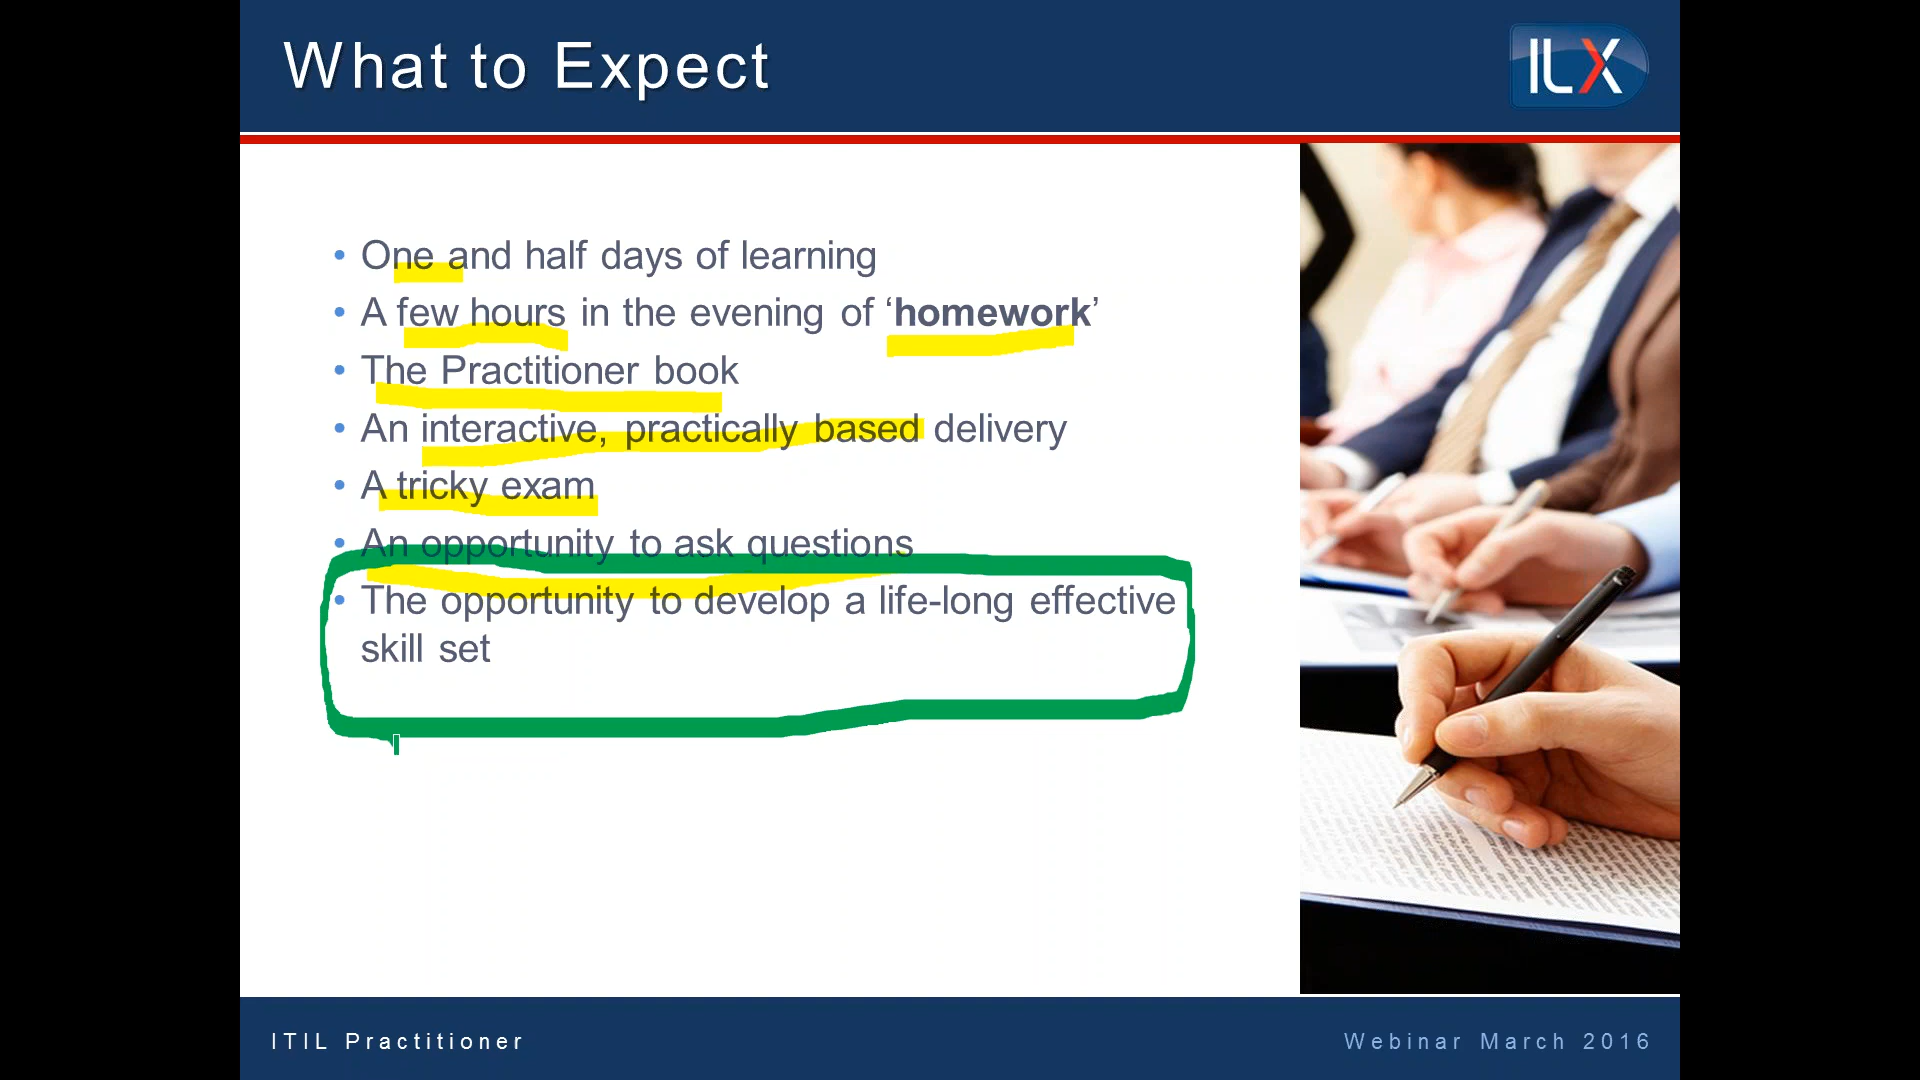 What to Expect
ILX
• One and half days of learning
• A few hours in the evening of ‘homework’
• The Practitioner book
• An interactive, practically based delivery
• A tricky exam
• An opportunity to ask questions
• The opportunity to develop a life-long effective
skill set
ITIL Practitioner
Webinar March 2016